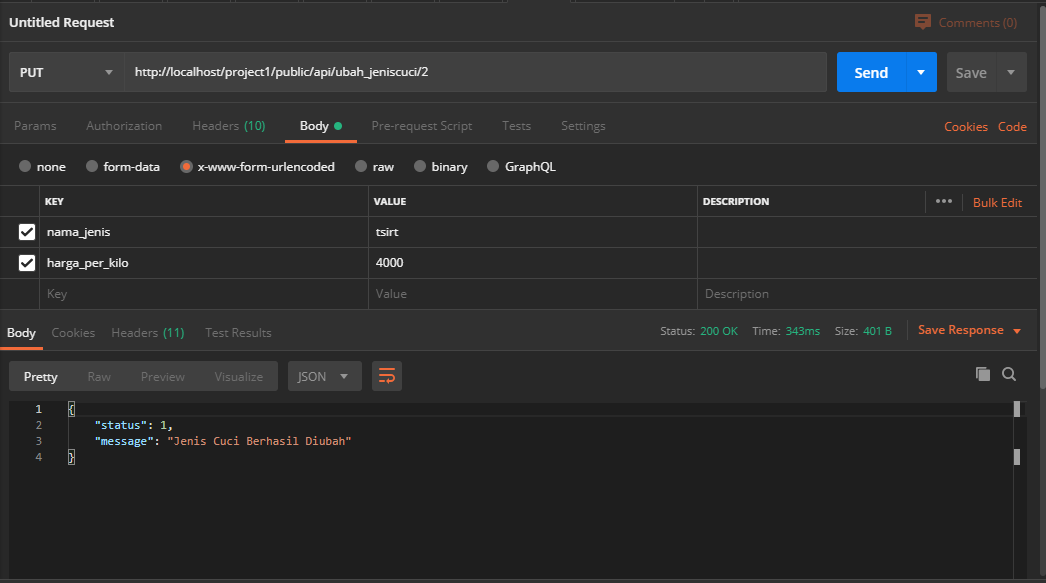 Untitled Request Comments (0)
PUT http://localhost/project1/public/api/ubah_jeniscuci/2 Send Save
Params Authorization Headers (10) Body Pre-request Script Tests Settings Cookies Code
none form-data x-www-form-urlencoded raw binary GraphQL
KEY VALUE DESCRIPTION ••• Bulk Edit
nama_jenis tsirt
harga_per_kilo 4000
Key Value Description
Body Cookies Headers (11) Test Results Status: 200 OK Time: 343ms Size: 401 B Save Response
Pretty Raw Preview Visualize JSON
1 {
2 "status": 1,
3 "message": "Jenis Cuci Berhasil Diubah"
4 }